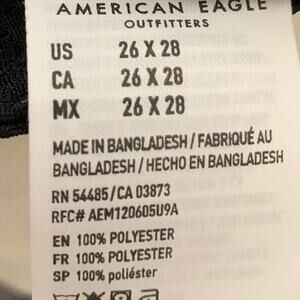 AMERICAN EAGLE
OUTFITTERS
US 26 X 28
CA 26 X 28
MX 26 X 28
MADE IN BANGLADESH / FABRIQUÉ AU
BANGLADESH / HECHO EN BANGLADESH
RN 54485 / CA 03873
RFC# AEM120605U9A
EN 100% POLYESTER
FR 100% POLYESTER
SP 100% poliéster